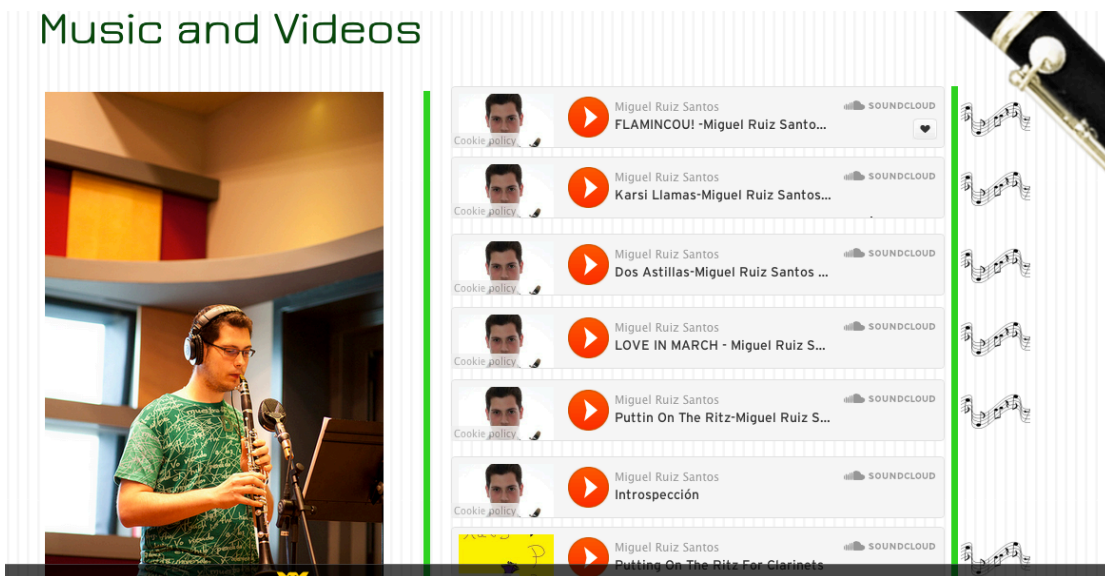 Music and Videos
Miguel Ruiz Santos
SOUNDCLOUD
FLAMINCOU! -Miguel Ruiz Santo...
Cookie policy
Miguel Ruiz Santos
SOUNDCLOUD
Karsi Llamas-Miguel Ruiz Santos...
Cookie policy
Miguel Ruiz Santos
SOUNDCLOUD
Dos Astillas-Miguel Ruiz Santos ...
Cookie policy
Miguel Ruiz Santos
SOUNDCLOUD
LOVE IN MARCH - Miguel Ruiz S...
Cookie policy
Miguel Ruiz Santos
SOUNDCLOUD
Puttin On The Ritz-Miguel Ruiz S...
Cookie policy
Miguel Ruiz Santos
SOUNDCLOUD
Introspección
Cookie policy
Miguel Ruiz Santos
SOUNDCLOUD
Putting On The Ritz For Clarinets